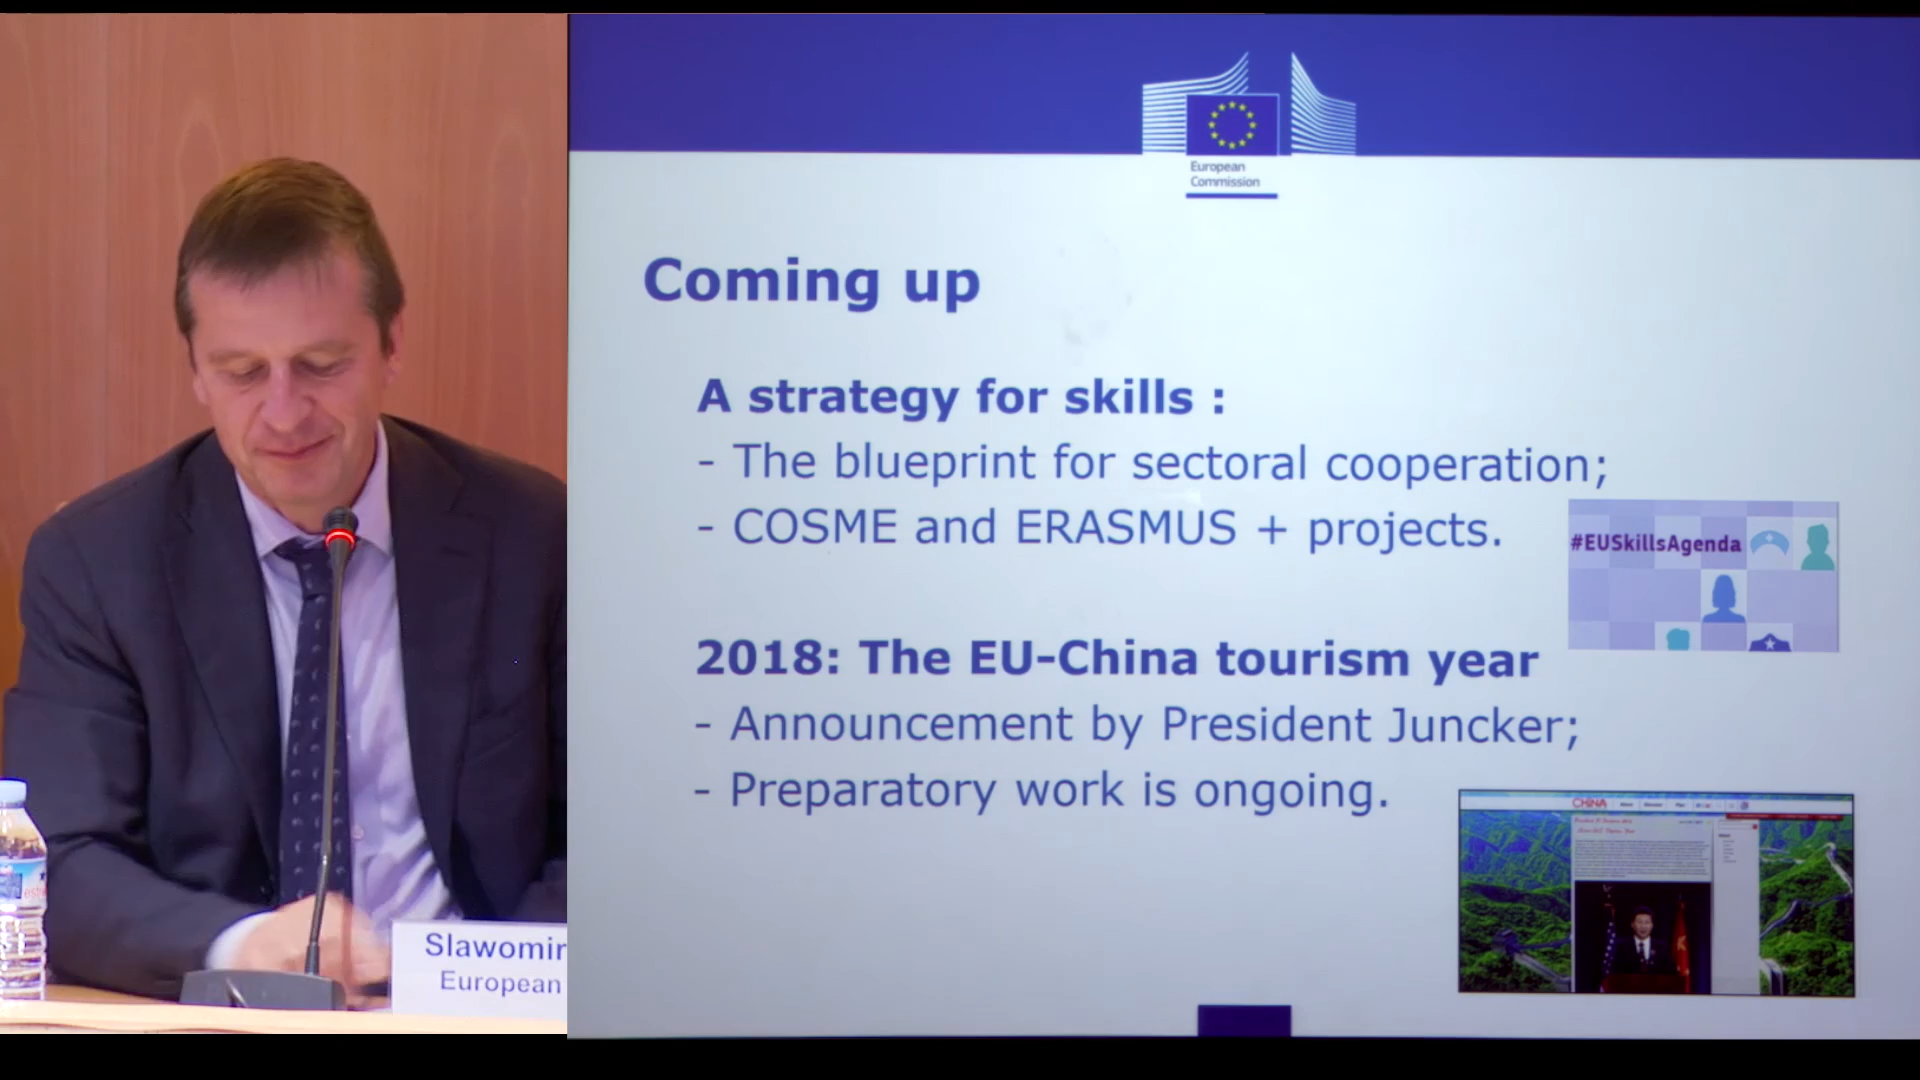 European
Commission
Coming up
A strategy for skills :
- The blueprint for sectoral cooperation;
- COSME and ERASMUS + projects.
#EUSkillsAgenda
2018: The EU-China tourism year
- Announcement by President Juncker;
- Preparatory work is ongoing.
CHINA
Slawomir
European